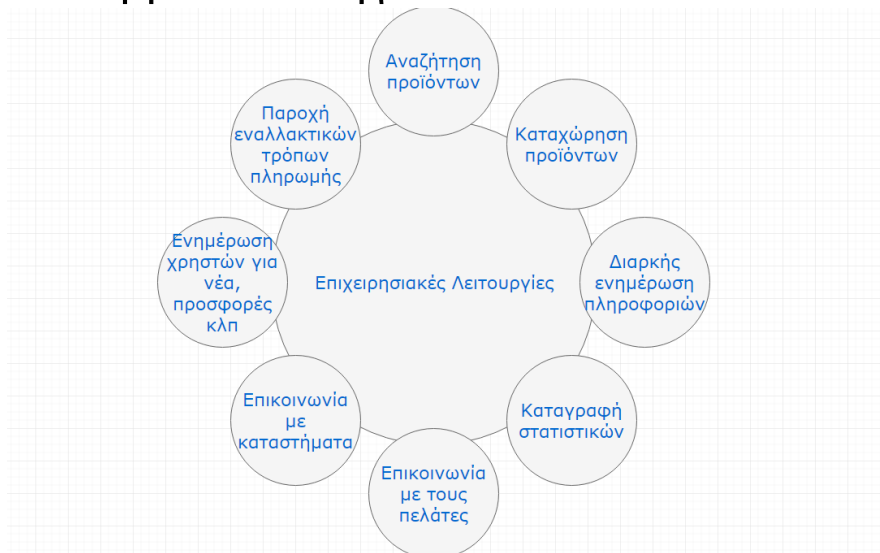 Αναζήτηση
προϊόντων
Παροχή
εναλλακτικών
τρόπων
πληρωμής
Καταχώρηση
προϊόντων
Ενημέρωση
χρηστών για
νέα,
προσφορές
κλπ
Επιχειρησιακές Λειτουργίες
Διαρκής
ενημέρωση
πληροφοριών
Επικοινωνία
με
καταστήματα
Καταγραφή
στατιστικών
Επικοινωνία
με τους
πελάτες